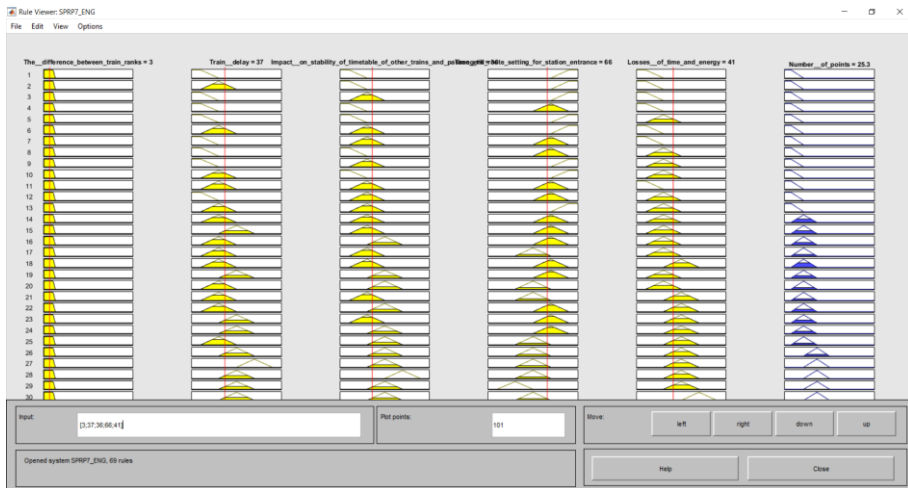 Rule Viewer: SPRP7_ENG
File Edit View Options
The__difference_between_train_ranks = 3
Train__delay = 37
Impact__on_stability_of_timetable_of_other_trains_and_
setting_for_station_entrance = 66
Losses__of_time_and_energy = 41
Number__of_points = 25.3
1
2
3
4
5
6
7
8
9
10
11
12
13
14
15
16
17
18
19
20
21
22
23
24
25
26
27
28
29
30
Input:
[3;37;36;66;41]
Plot points:
101
Move:
left
right
down
up
Opened system SPRP7_ENG, 69 rules
Help
Close